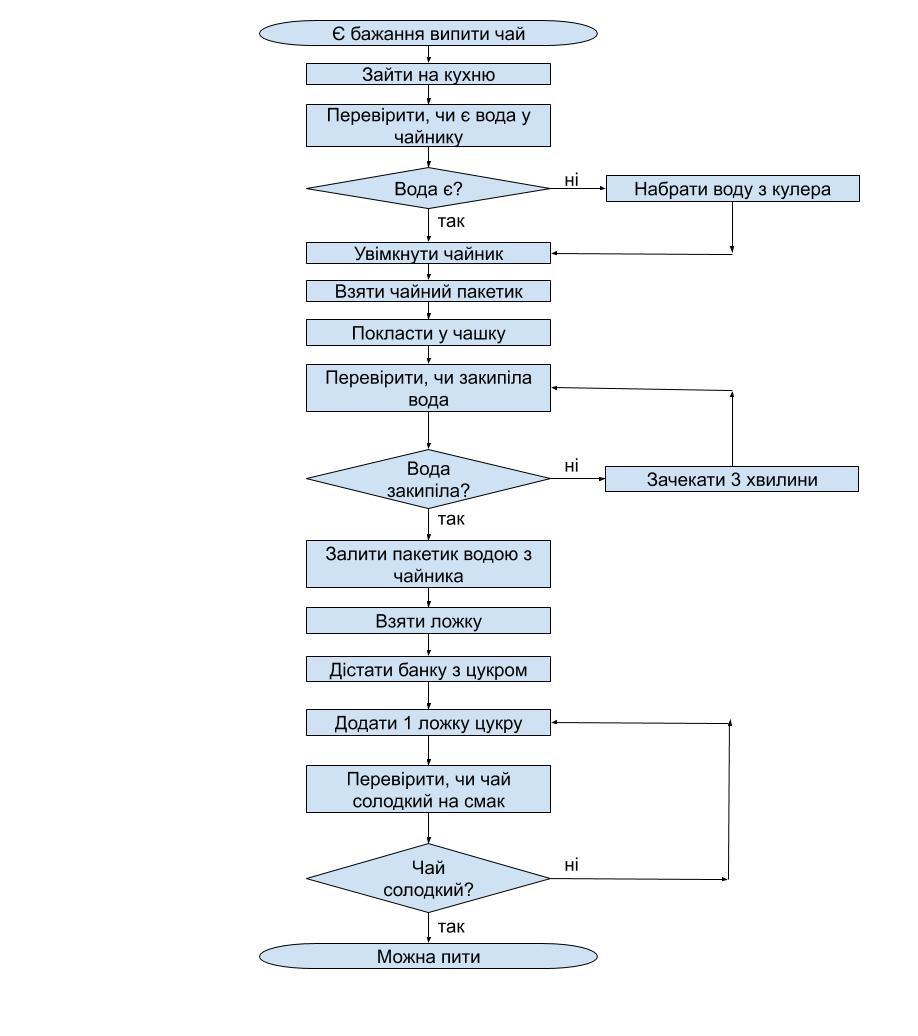 Є бажання випити чай
Зайти на кухню
Перевірити, чи є вода у
чайнику
Вода є?
ні
Набрати воду з кулера
так
Увімкнути чайник
Взяти чайний пакетик
Покласти у чашку
Перевірити, чи закипіла
вода
Вода
закипіла?
ні
Зачекати 3 хвилини
так
Залити пакетик водою з
чайника
Взяти ложку
Дістати банку з цукром
Додати 1 ложку цукру
Перевірити, чи чай
солодкий на смак
Чай
солодкий?
ні
так
Можна пити